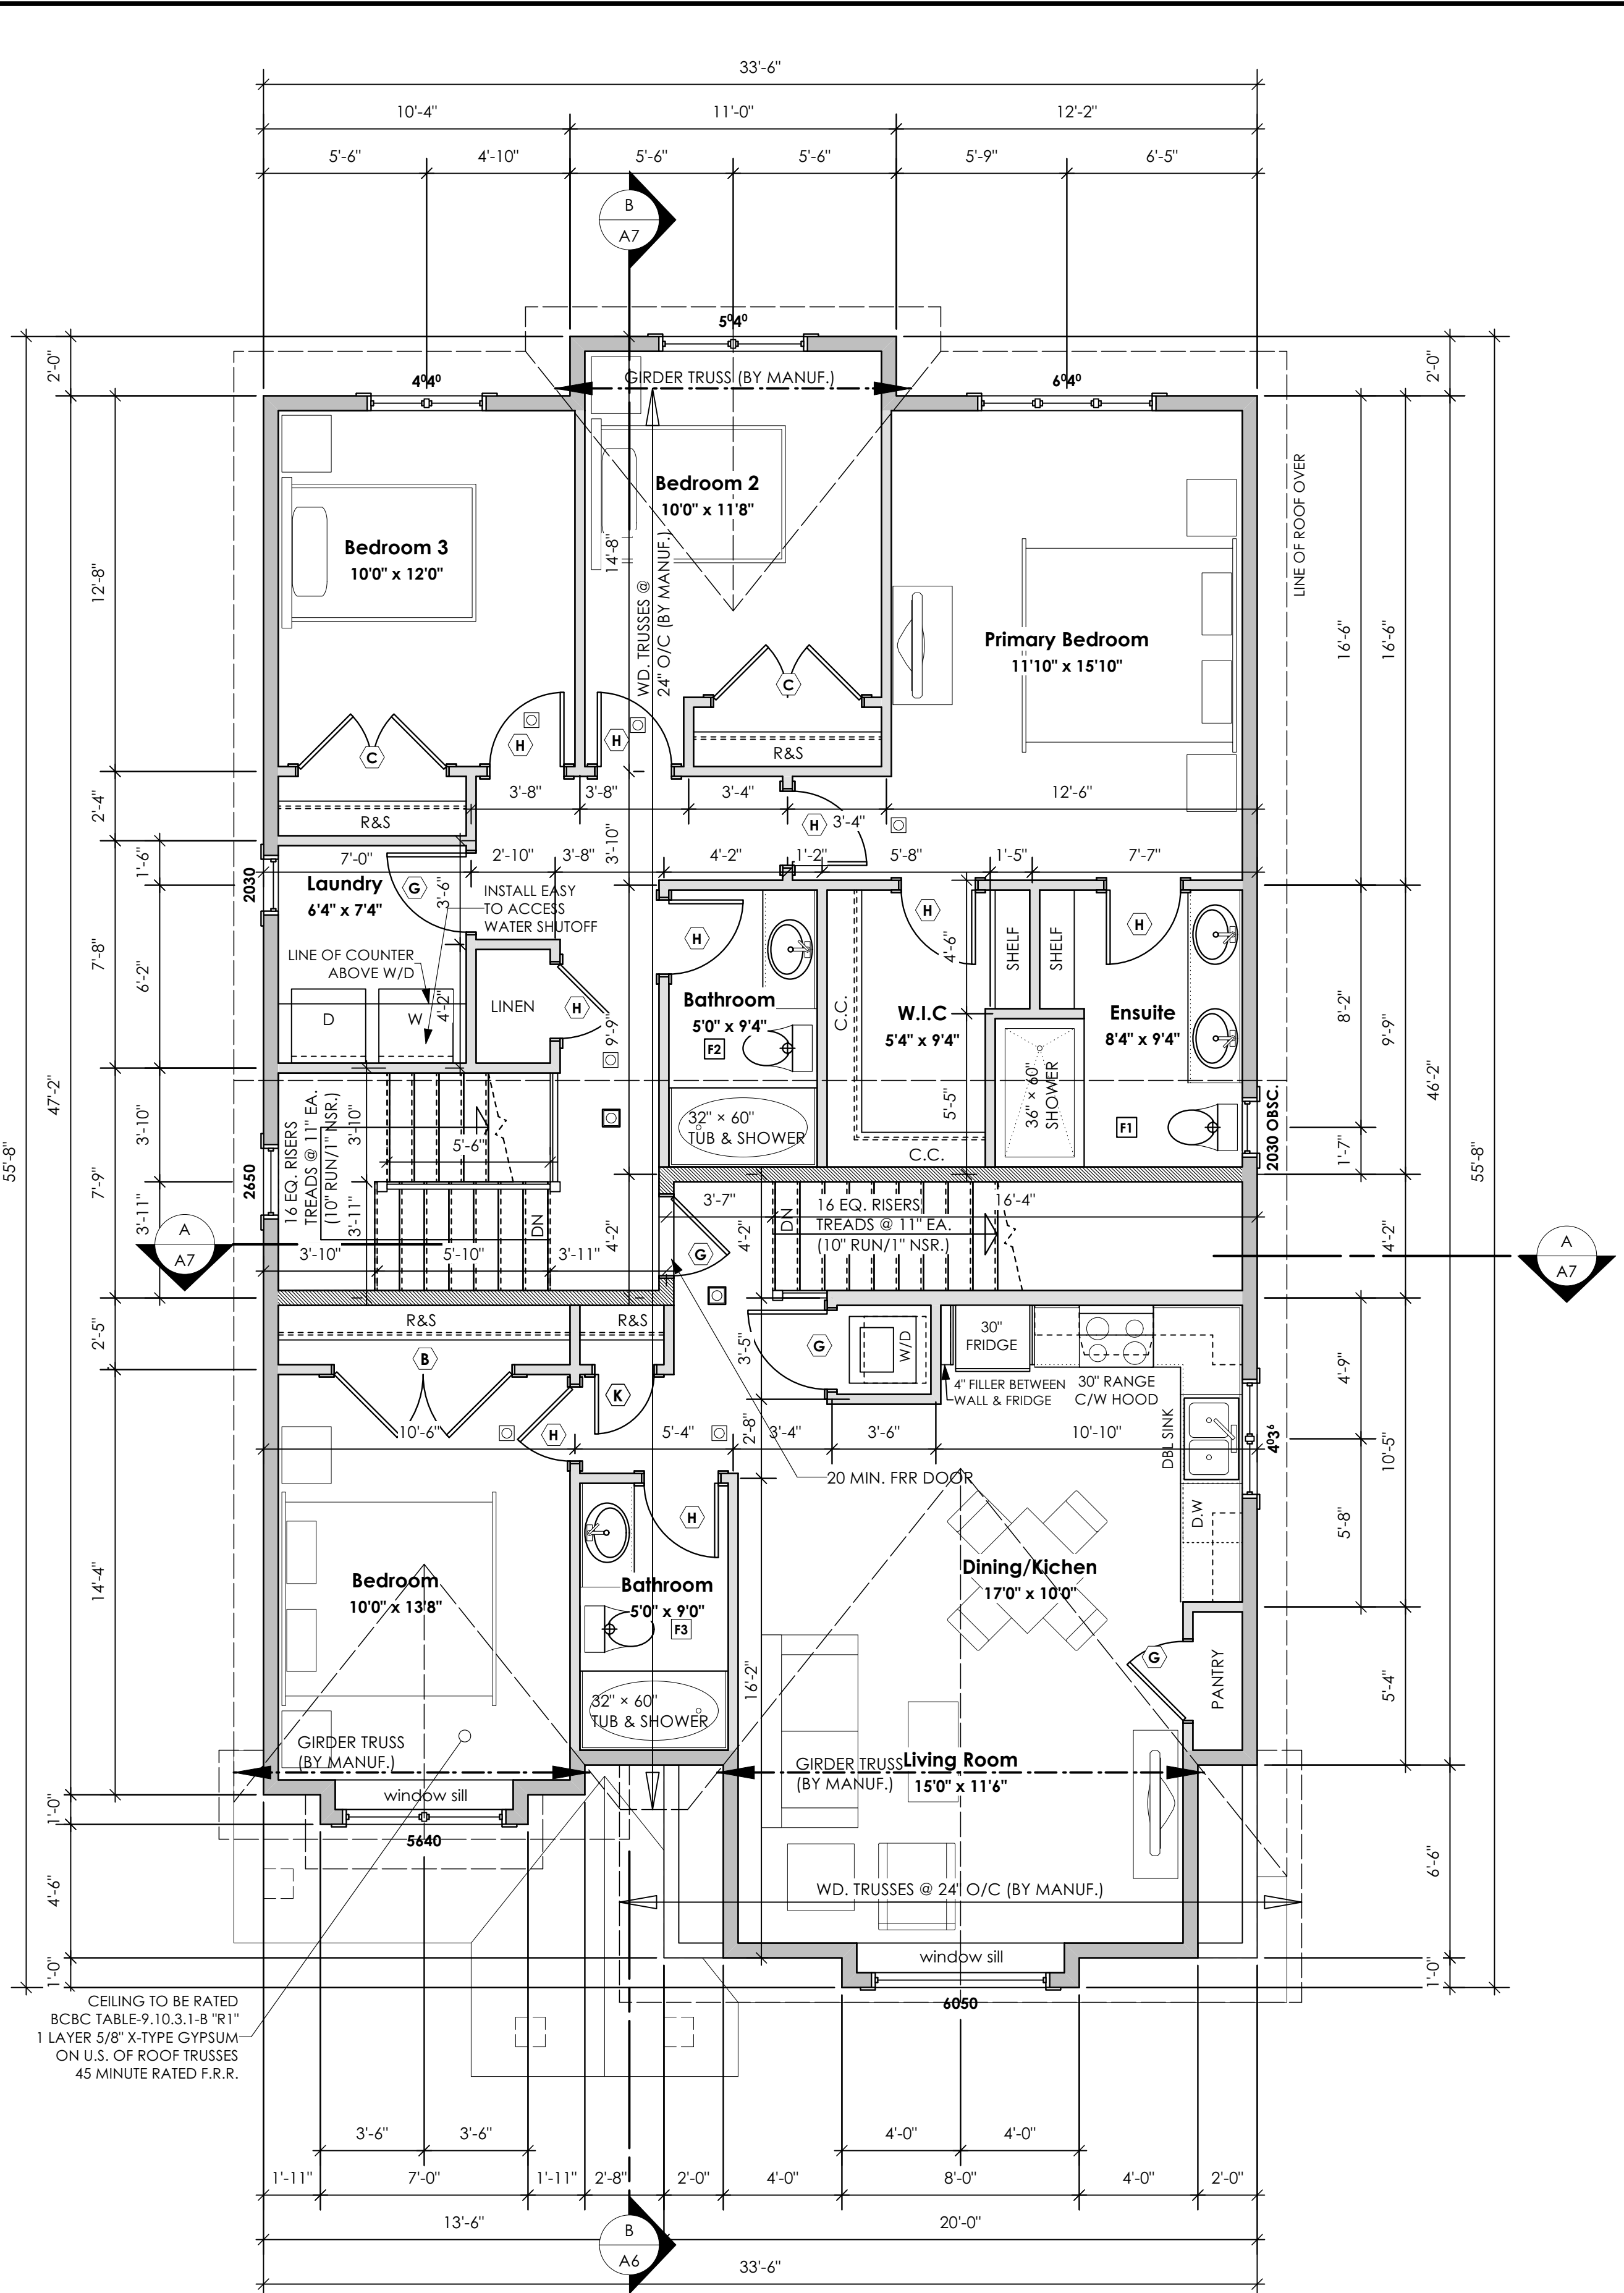 33'-6"
10'-4"
11'-0"
12'-2"
5'-6"
4'-10"
5'-6"
5'-6"
5'-9"
6'-5"
B
A7
5⁰4⁰
4⁰4⁰
6⁰4⁰
GIRDER TRUSS (BY MANUF.)
2'-0"
2'-0"
Bedroom 2
10'0" x 11'8"
Bedroom 3
10'0" x 12'0"
Primary Bedroom
11'10" x 15'10"
LINE OF ROOF OVER
14'-8"
WD. TRUSSES @
24" O/C (BY MANUF.)
12'-8"
16'-6"
16'-6"
C
C
H
H
R&S
3'-8"
3'-8"
3'-4"
12'-6"
2'-4"
R&S
H
3'-4"
3'-10"
7'-0"
2'-10"
3'-8"
4'-2"
1'-2"
5'-8"
1'-5"
7'-7"
1'-6"
2030
Laundry
6'4" x 7'4"
G
3'-6"
INSTALL EASY
TO ACCESS
WATER SHUTOFF
LINE OF COUNTER
ABOVE W/D
7'-8"
6'-2"
D
W
4'-2"
LINEN
H
9'-9"
H
Bathroom
5'0" x 9'4"
F2
C.C.
H
4'-6"
W.I.C
5'4" x 9'4"
SHELF
SHELF
H
Ensuite
8'4" x 9'4"
8'-2"
9'-9"
47'-2"
46'-2"
55'-8"
55'-8"
3'-10"
7'-9"
3'-11"
2650
16 EQ. RISERS
TREADS @ 11" EA.
(10" RUN/1" NSR.)
3'-10"
3'-11"
5'-6"
DN
32" × 60"
TUB & SHOWER
5'-5"
C.C.
36" × 60"
SHOWER
F1
2030 OBSC.
1'-7"
A
A7
3'-10"
5'-10"
3'-11"
4'-2"
3'-7"
G
4'-2"
DN
16 EQ. RISERS
TREADS @ 11" EA.
(10" RUN/1" NSR.)
16'-4"
4'-2"
A
A7
2'-5"
R&S
R&S
B
K
H
3'-5"
G
W/D
30"
FRIDGE
4" FILLER BETWEEN
WALL & FRIDGE
30" RANGE
C/W HOOD
4'-9"
10'-6"
5'-4"
2'-8"
3'-4"
3'-6"
10'-10"
DBL SINK
4⁰3⁶
10'-5"
20 MIN. FRR DOOR
H
D.W
5'-8"
14'-4"
Bedroom
10'0" x 13'8"
Bathroom
5'0" x 9'0"
F3
Dining/Kichen
17'0" x 10'0"
G
PANTRY
5'-4"
16'-2"
32" × 60"
TUB & SHOWER
GIRDER TRUSS
(BY MANUF.)
GIRDER TRUSS
(BY MANUF.)
Living Room
15'0" x 11'6"
window sill
5640
1'-0"
4'-6"
1'-0"
6'-6"
1'-0"
WD. TRUSSES @ 24" O/C (BY MANUF.)
window sill
6050
CEILING TO BE RATED
BCBC TABLE-9.10.3.1-B "R1"
1 LAYER 5/8" X-TYPE GYPSUM
ON U.S. OF ROOF TRUSSES
45 MINUTE RATED F.R.R.
3'-6"
3'-6"
4'-0"
4'-0"
1'-11"
7'-0"
1'-11"
2'-8"
2'-0"
4'-0"
8'-0"
4'-0"
2'-0"
13'-6"
20'-0"
B
A6
33'-6"